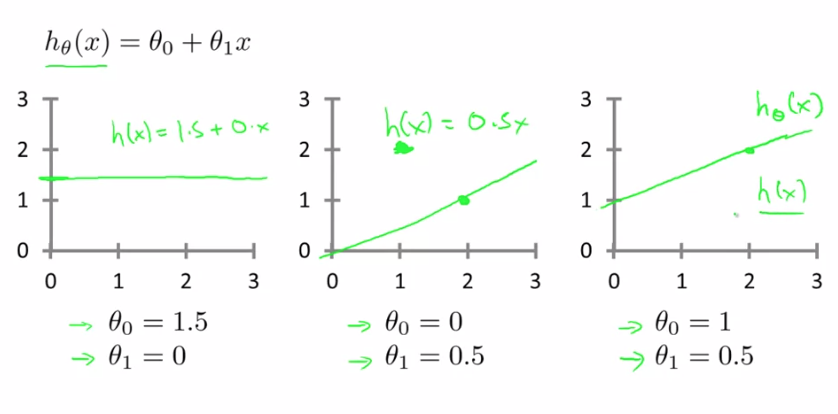 h_θ(x) = θ₀ + θ₁x
3
2
1
0
0 1 2 3
h(x) = 1.5 + 0·x
θ₀ = 1.5
θ₁ = 0
3
2
1
0
0 1 2 3
h(x) = 0.5x
θ₀ = 0
θ₁ = 0.5
3
2
1
0
0 1 2 3
h_θ(x)
h(x)
θ₀ = 1
θ₁ = 0.5